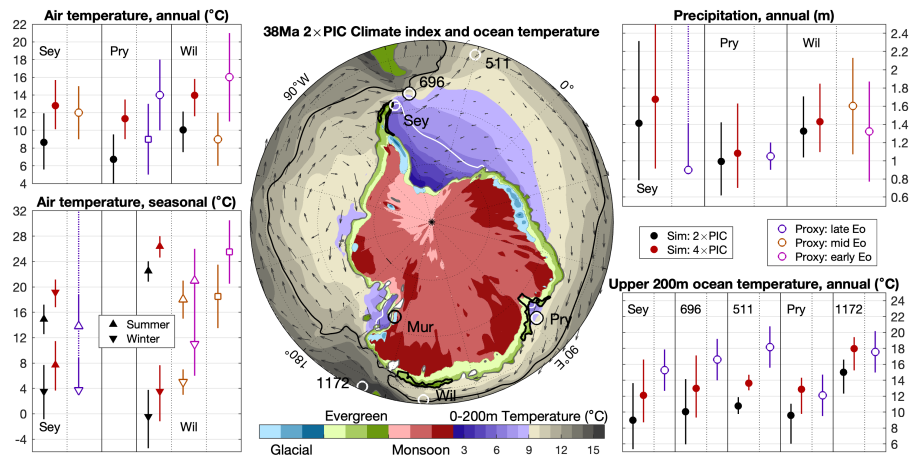 Air temperature, annual (°C)
22
20
18
16
14
12
10
8
6
4
Sey
Pry
Wil
Air temperature, seasonal (°C)
32
28
24
20
16
12
8
4
0
-4
Summer
Winter
Sey
Wil
38Ma 2×PIC Climate index and ocean temperature
90°W
0°
90°E
180°
511
696
Sey
Mur
Pry
1172
Wil
Evergreen
0-200m Temperature (°C)
Glacial
Monsoon
3
6
9
12
15
Precipitation, annual (m)
2.4
2.2
2
1.8
1.6
1.4
1.2
1
0.8
0.6
Pry
Wil
Sey
Sim: 2×PIC
Sim: 4×PIC
Proxy: late Eo
Proxy: mid Eo
Proxy: early Eo
Upper 200m ocean temperature, annual (°C)
Sey
696
511
Pry
1172
24
22
20
18
16
14
12
10
8
6